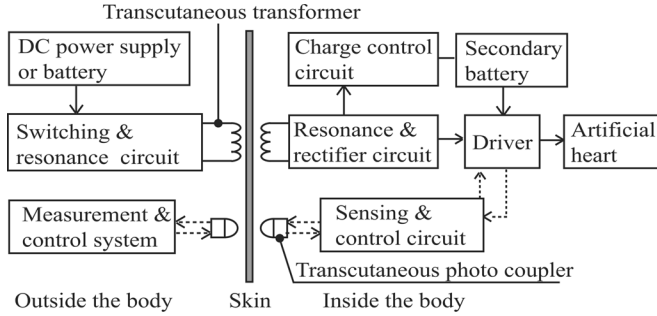 Transcutaneous transformer
DC power supply
or battery
Charge control
circuit
Secondary
battery
Switching &
resonance circuit
Resonance &
rectifier circuit
Driver
Artificial
heart
Measurement &
control system
Sensing &
control circuit
Transcutaneous photo coupler
Outside the body
Skin
Inside the body